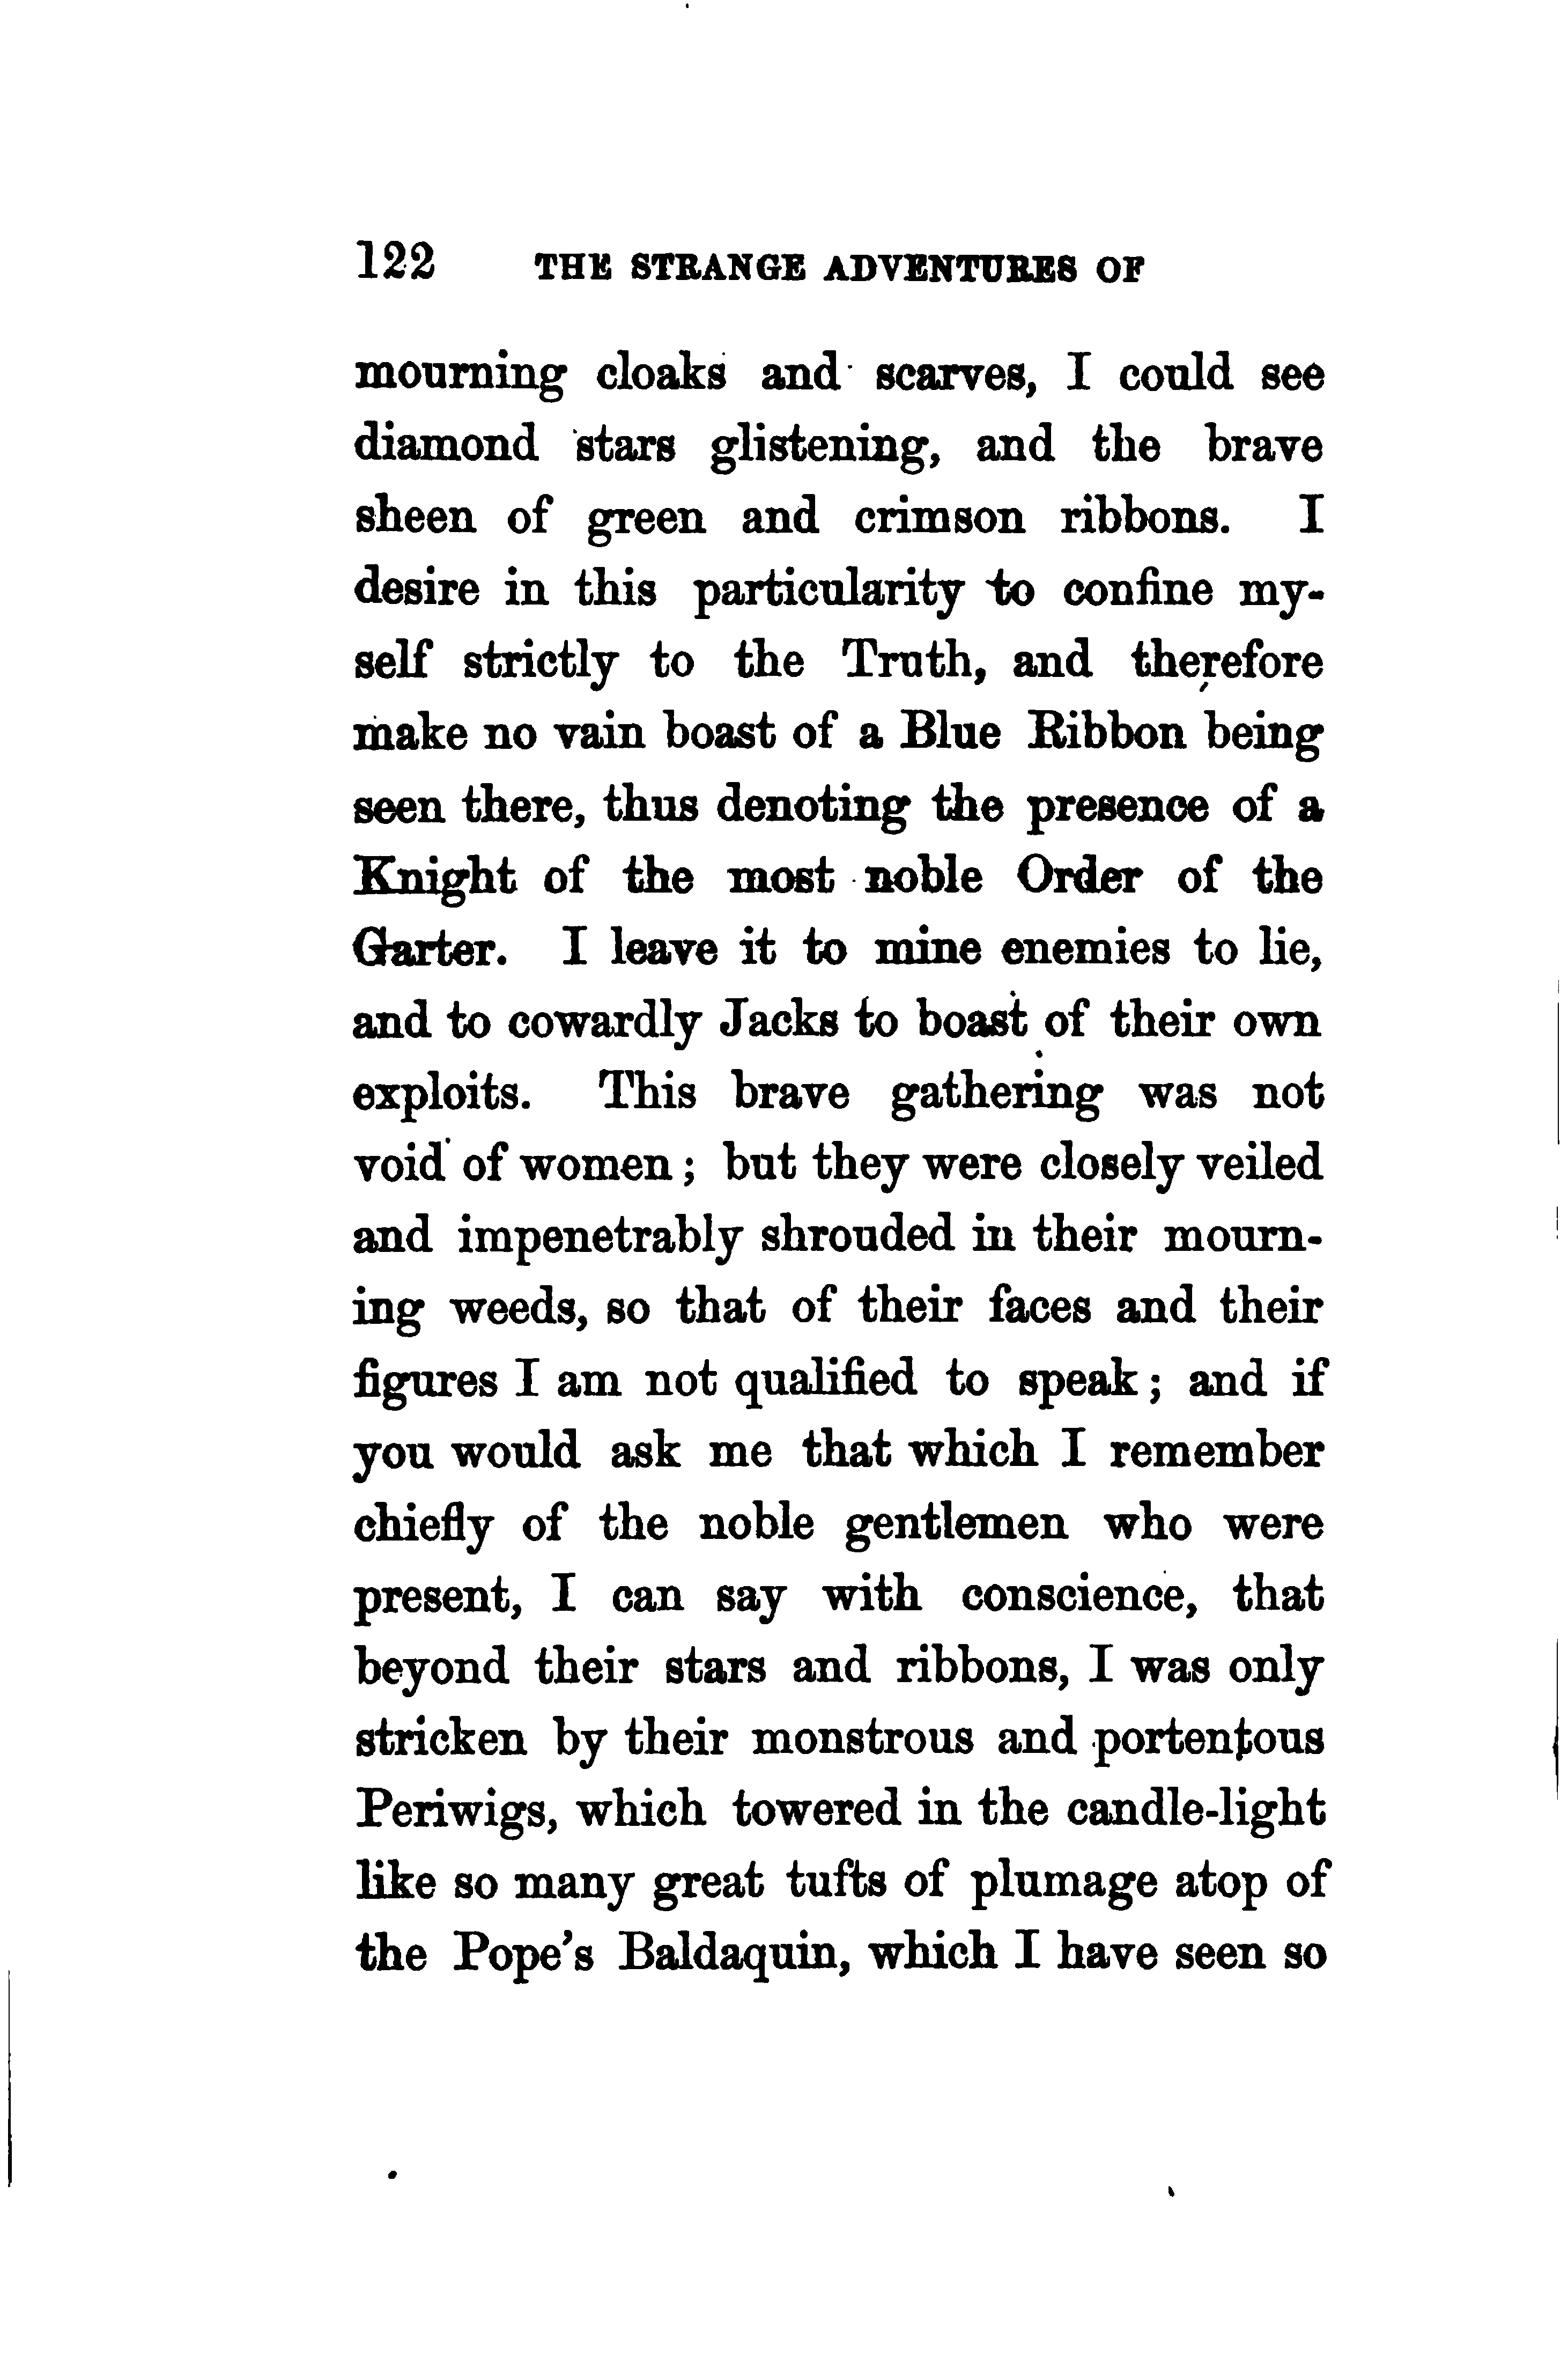 122 THE STRANGE ADVENTURES OF
mourning cloaks and scarves, I could see
diamond stars glistening, and the brave
sheen of green and crimson ribbons. I
desire in this particularity to confine my-
self strictly to the Truth, and therefore
make no vain boast of a Blue Ribbon being
seen there, thus denoting the presence of a
Knight of the most noble Order of the
Garter. I leave it to mine enemies to lie,
and to cowardly Jacks to boast of their own
exploits. This brave gathering was not
void of women; but they were closely veiled
and impenetrably shrouded in their mourn-
ing weeds, so that of their faces and their
figures I am not qualified to speak; and if
you would ask me that which I remember
chiefly of the noble gentlemen who were
present, I can say with conscience, that
beyond their stars and ribbons, I was only
stricken by their monstrous and portentous
Periwigs, which towered in the candle-light
like so many great tufts of plumage atop of
the Pope's Baldaquin, which I have seen so